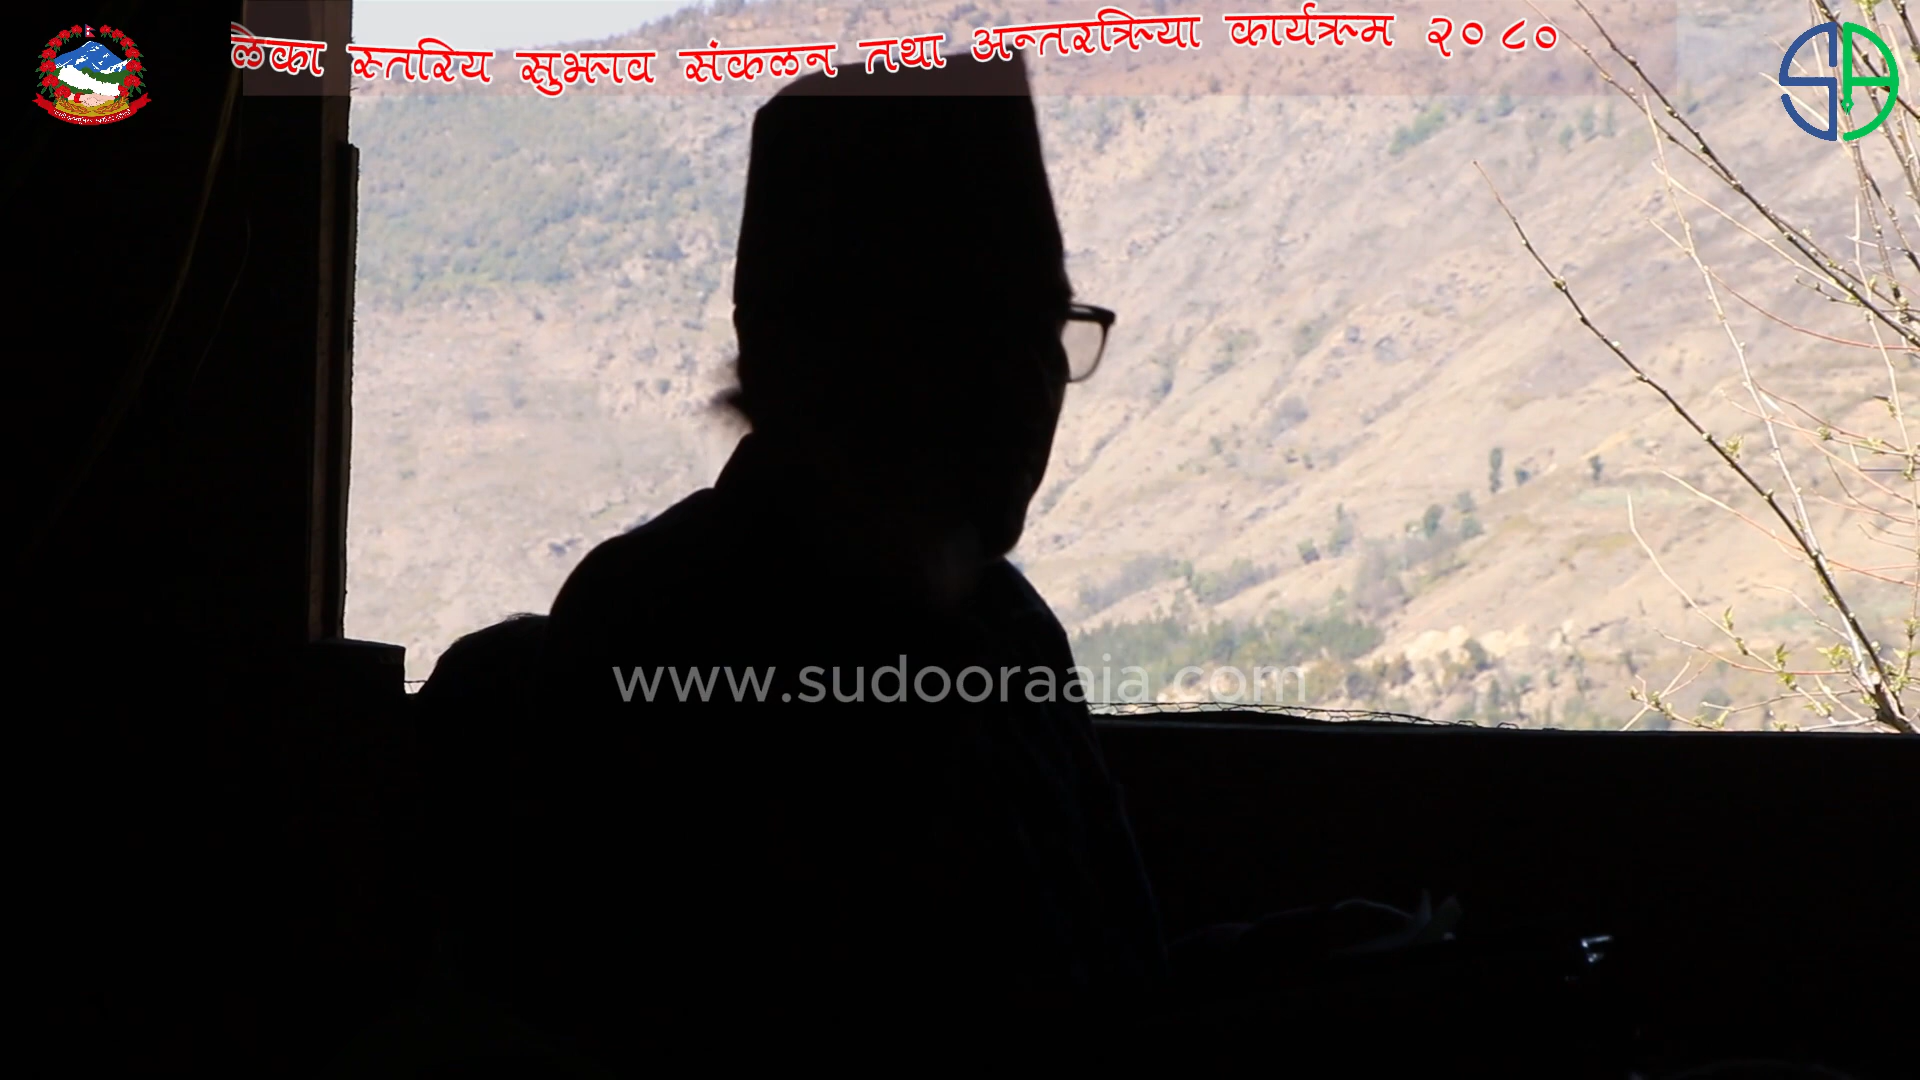 लिका स्तरिय सुझाव संकलन तथा अन्तरक्रिया कार्यक्रम २०८०
www.sudooraaja.com